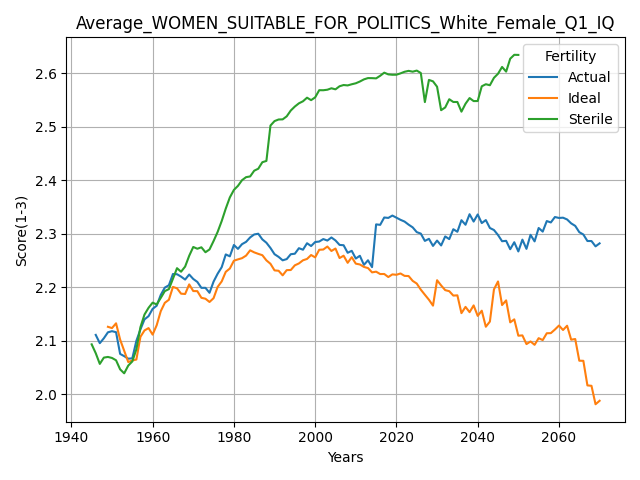 Average_WOMEN_SUITABLE_FOR_POLITICS_White_Female_Q1_IQ
Score(1-3)
2.6
2.5
2.4
2.3
2.2
2.1
2.0
Fertility
Actual
Ideal
Sterile
1940 1960 1980 2000 2020 2040 2060
Years